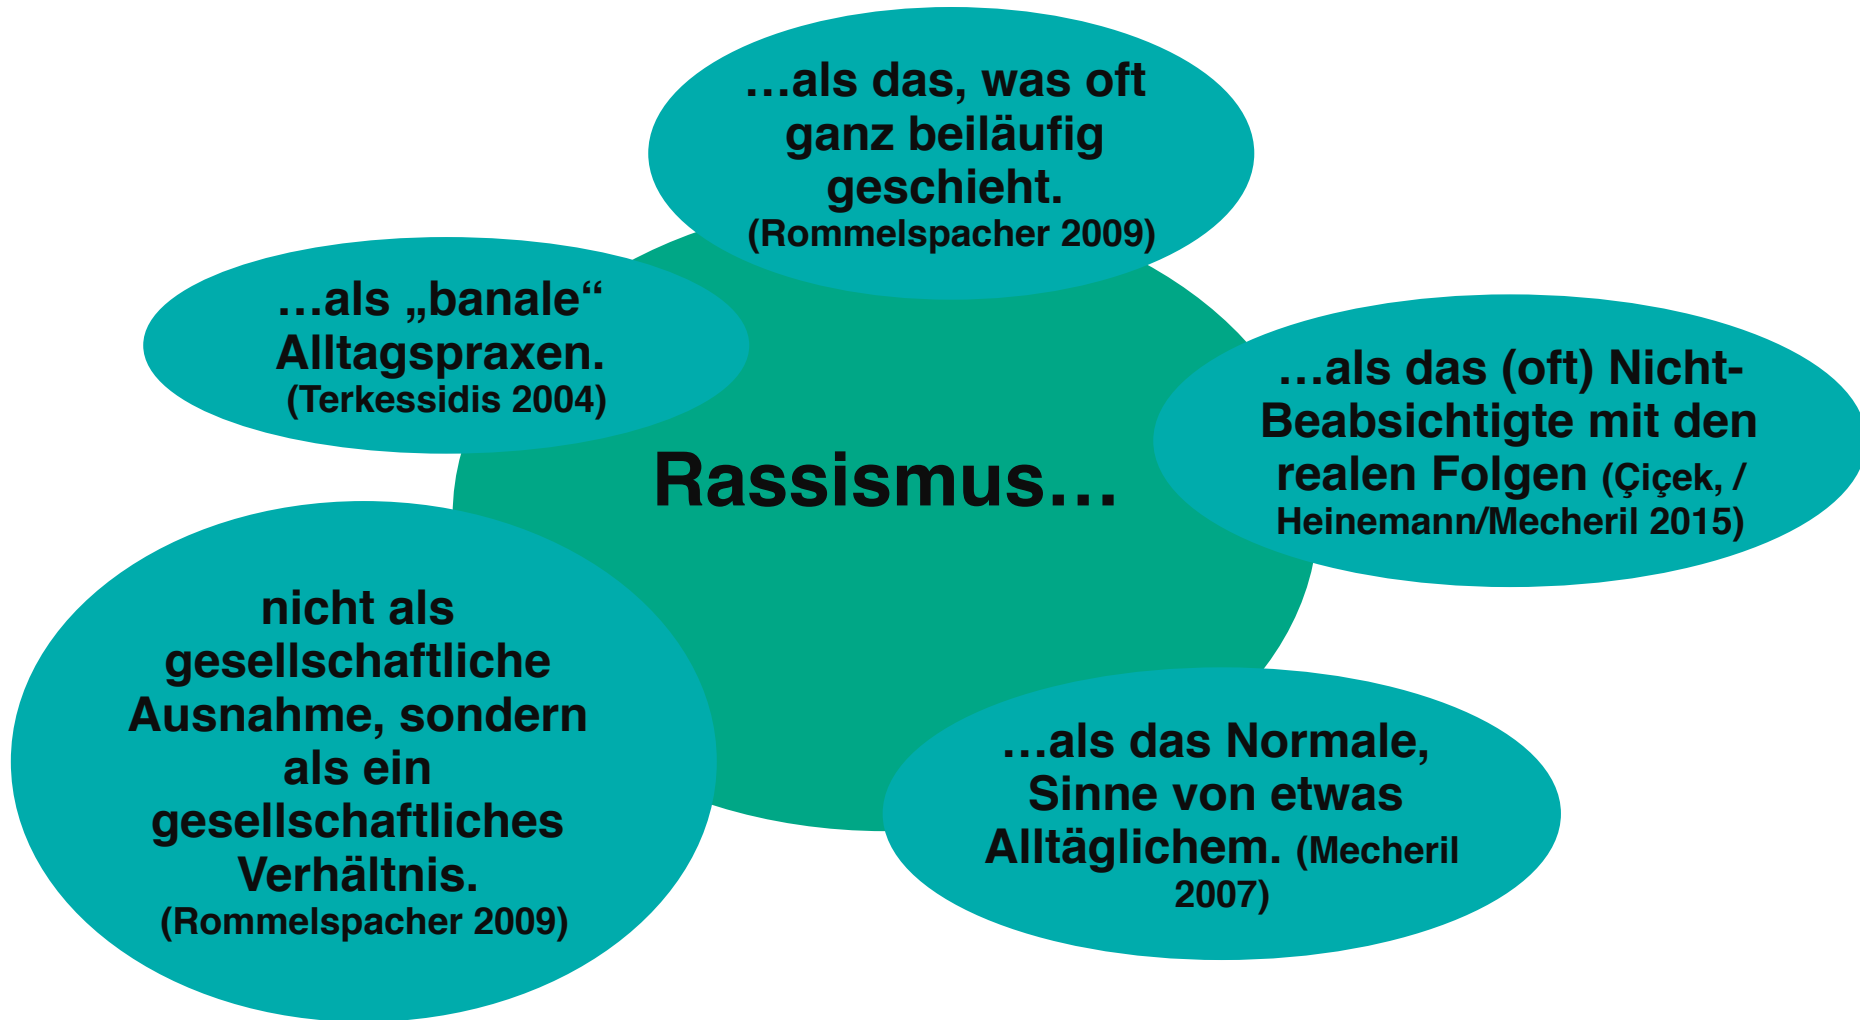 …als das, was oft
ganz beiläufig
geschieht.
(Rommelspacher 2009)
…als „banale“
Alltagspraxen.
(Terkessidis 2004)
…als das (oft) Nicht-
Beabsichtigte mit den
realen Folgen (Çiçek, /
Heinemann/Mecheril 2015)
Rassismus…
nicht als
gesellschaftliche
Ausnahme, sondern
als ein
gesellschaftliches
Verhältnis.
(Rommelspacher 2009)
…als das Normale,
Sinne von etwas
Alltäglichem. (Mecheril
2007)